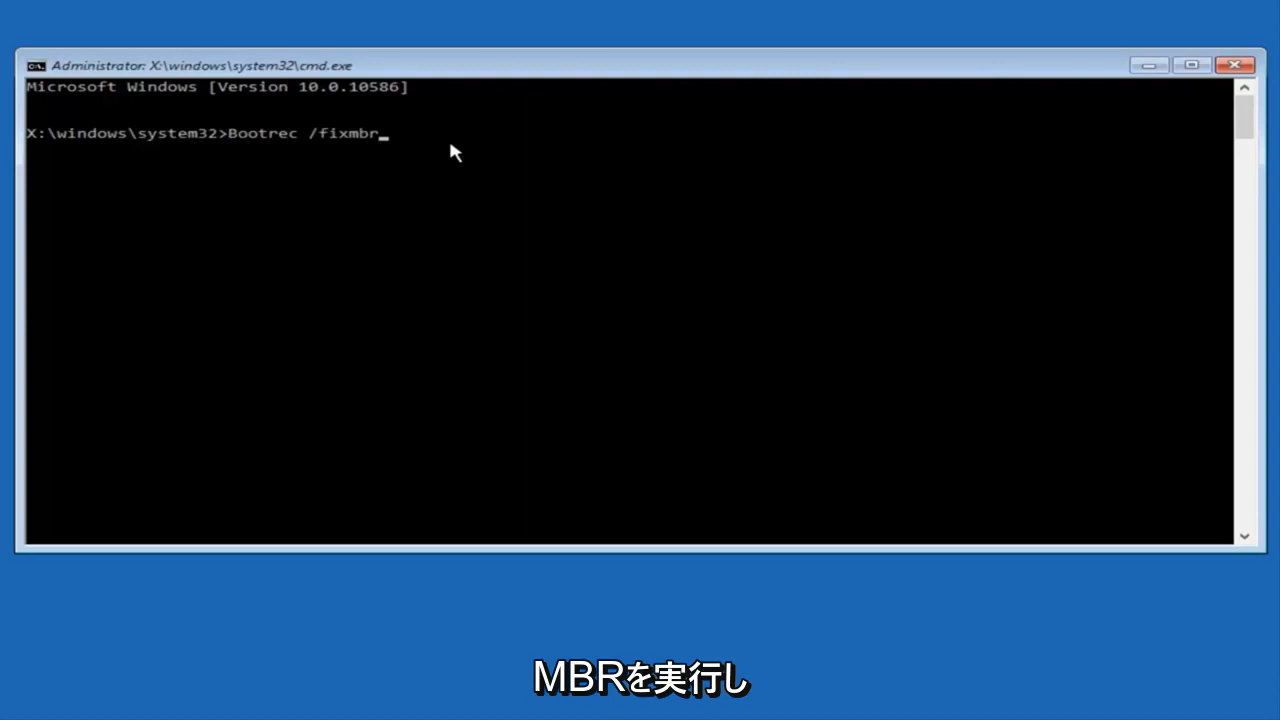 Administrator: X:\windows\system32\cmd.exe
Microsoft Windows [Version 10.0.10586]
X:\windows\system32>Bootrec /fixmbr_
MBRを実行し